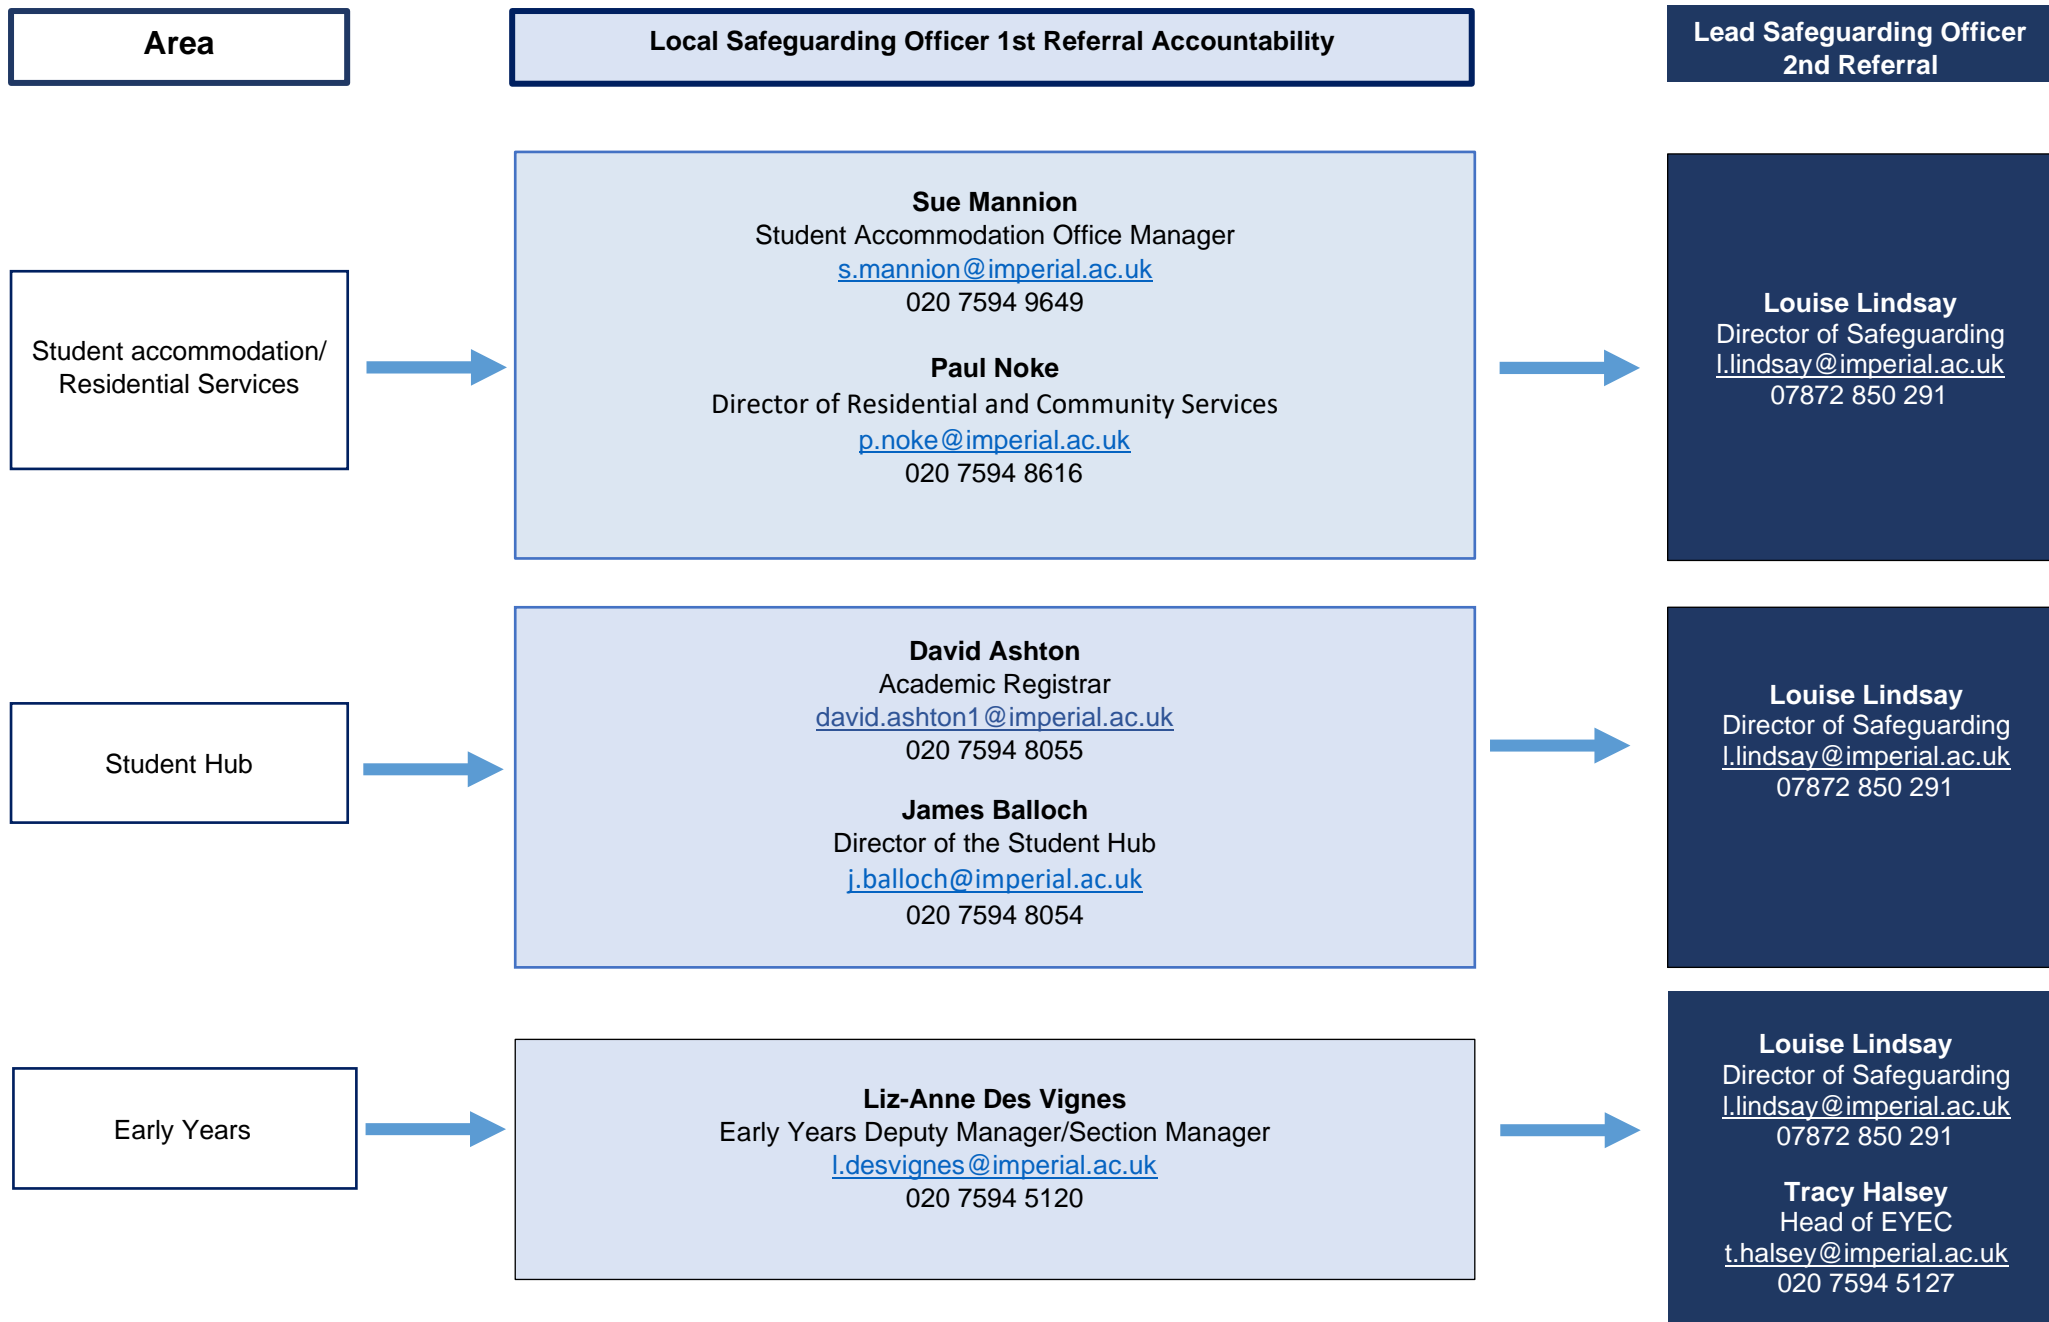 Area
Local Safeguarding Officer 1st Referral Accountability
Lead Safeguarding Officer
2nd Referral
Student accommodation/
Residential Services
Sue Mannion
Student Accommodation Office Manager
s.mannion@imperial.ac.uk
020 7594 9649
Paul Noke
Director of Residential and Community Services
p.noke@imperial.ac.uk
020 7594 8616
Louise Lindsay
Director of Safeguarding
l.lindsay@imperial.ac.uk
07872 850 291
Student Hub
David Ashton
Academic Registrar
david.ashton1@imperial.ac.uk
020 7594 8055
James Balloch
Director of the Student Hub
j.balloch@imperial.ac.uk
020 7594 8054
Louise Lindsay
Director of Safeguarding
l.lindsay@imperial.ac.uk
07872 850 291
Early Years
Liz-Anne Des Vignes
Early Years Deputy Manager/Section Manager
l.desvignes@imperial.ac.uk
020 7594 5120
Louise Lindsay
Director of Safeguarding
l.lindsay@imperial.ac.uk
07872 850 291
Tracy Halsey
Head of EYEC
t.halsey@imperial.ac.uk
020 7594 5127